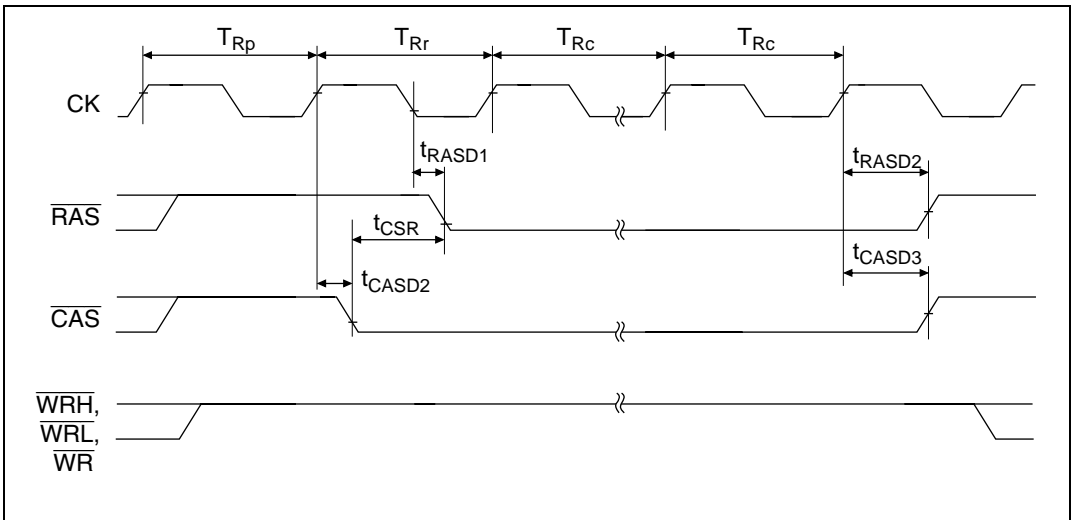 TRp TRr TRc TRc
CK
tRASD1 tRASD2
RAS
tCSR
tCASD3
tCASD2
CAS
WRH,
WRL,
WR